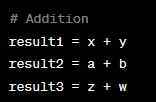 # Addition
result1 = x + y
result2 = a + b
result3 = z + w